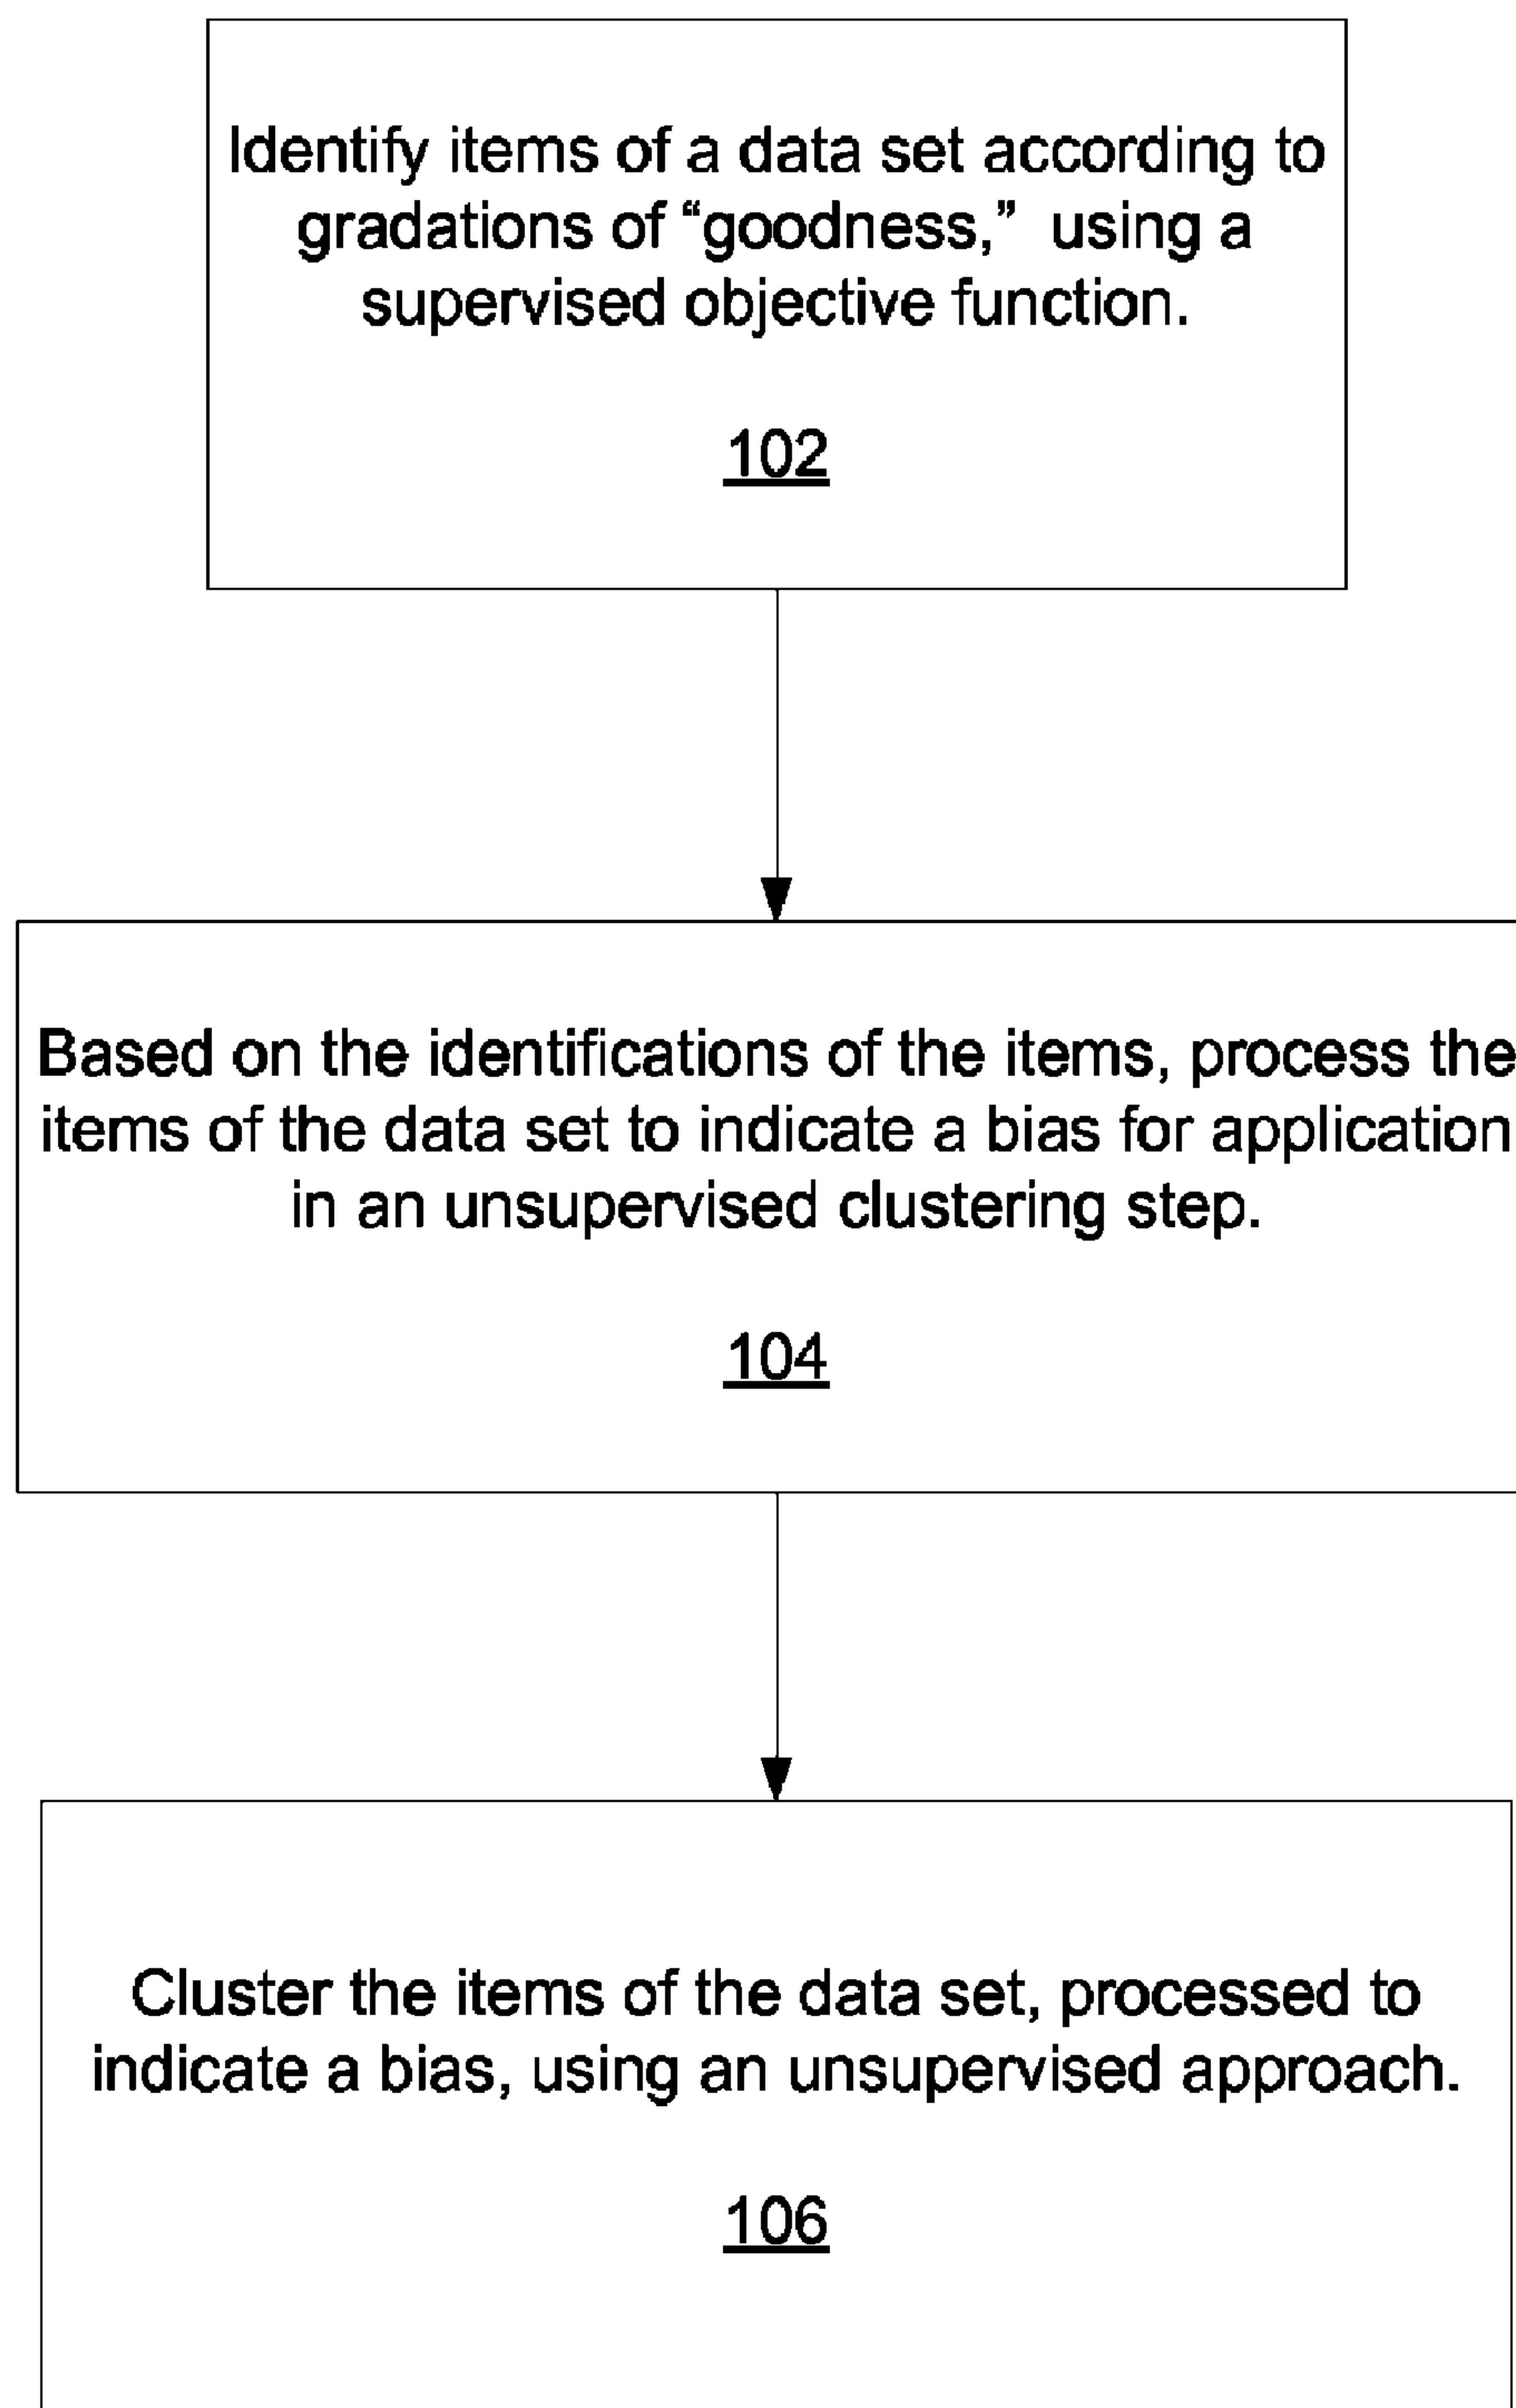 Identify items of a data set according to
gradations of “goodness,”  using a
supervised objective function.
102
Based on the identifications of the items, process the
items of the data set to indicate a bias for application
in an unsupervised clustering step.
104
Cluster the items of the data set, processed to
indicate a bias, using an unsupervised approach.
106